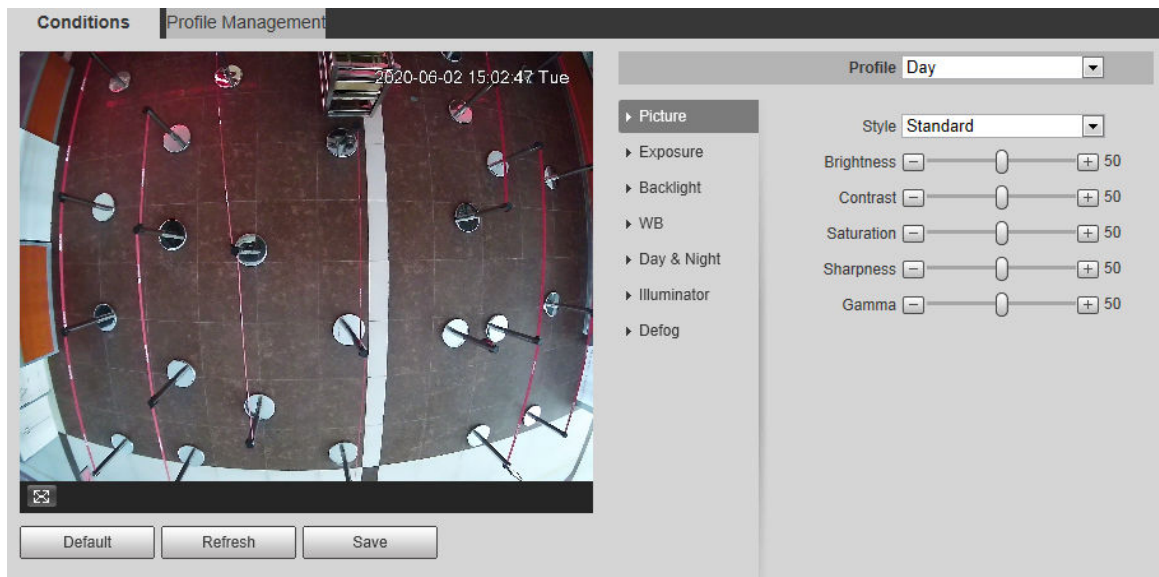 Conditions
Profile Management
2020-06-02 15:02:47 Tue
Profile Day
Picture
Exposure
Backlight
WB
Day & Night
Illuminator
Defog
Style Standard
Brightness 50
Contrast 50
Saturation 50
Sharpness 50
Gamma 50
Default
Refresh
Save